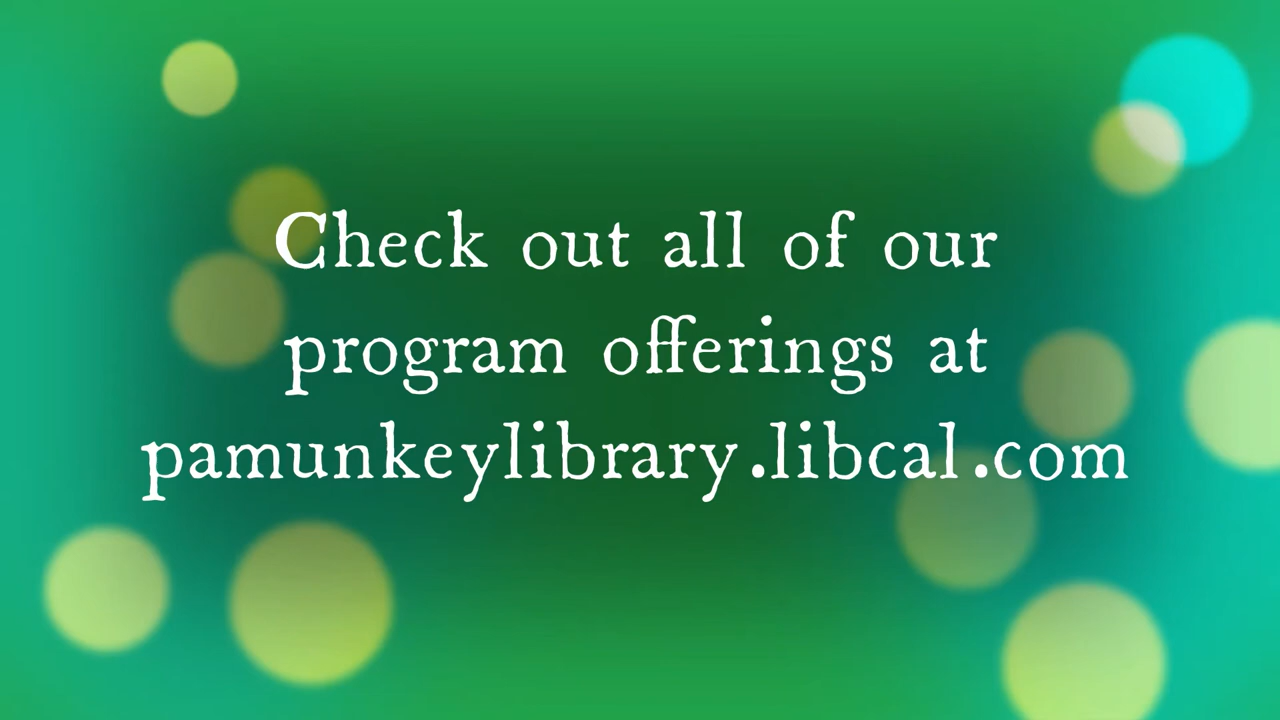 Check out all of our
program offerings at
pamunkeylibrary.libcal.com